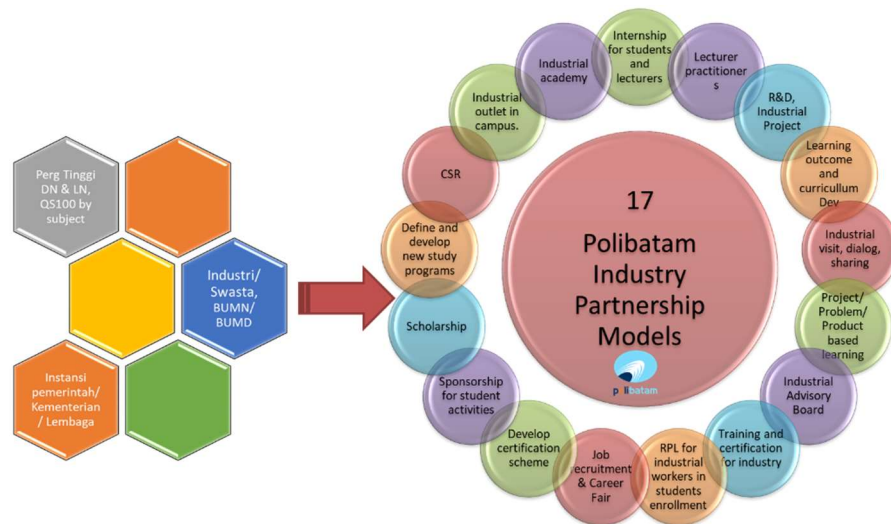 Perg Tinggi
DN & LN,
QS100 by
subject
Industri/
Swasta,
BUMN/
BUMD
Instansi
pemerintah/
Kementerian
/ Lembaga
17
Polibatam
Industry
Partnership
Models
polibatam
Internship
for students
and
lecturers
Lecturer
practitioner
s
R&D,
Industrial
Project
Learning
outcome
and
curricullum
Dev
Industrial
visit, dialog,
sharing
Project/
Problem/
Product
based
learning
Industrial
Advisory
Board
Training and
certification
for industry
RPL for
industrial
workers in
students
enrollment
Job
recruitment
& Career
Fair
Develop
certification
scheme
Sponsorship
for student
activities
Scholarship
Define and
develop
new study
programs
CSR
Industrial
outlet in
campus.
Industrial
academy